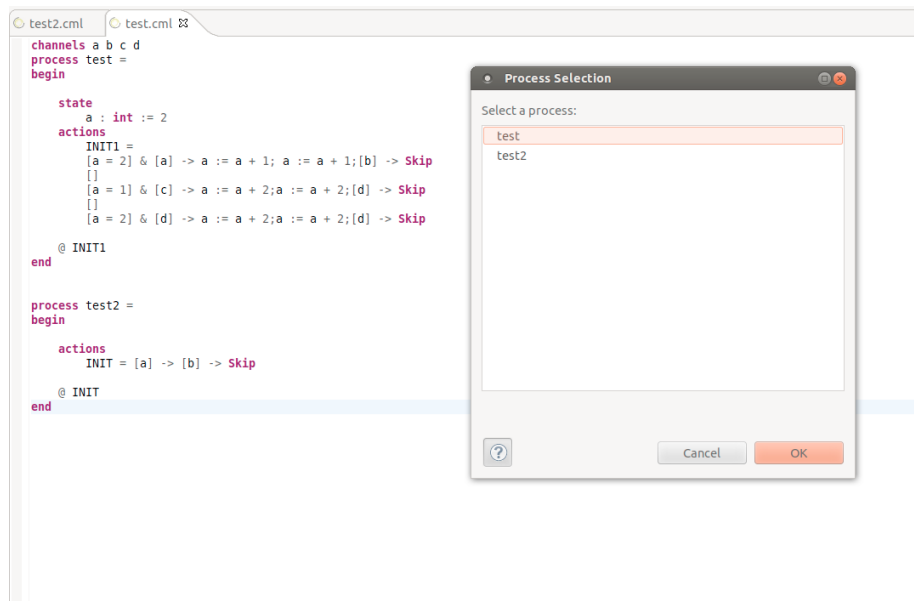 test2.cml
test.cml
channels a b c d
process test =
begin
state
a : int := 2
actions
INIT1 =
[a = 2] & [a] -> a := a + 1; a := a + 1;[b] -> Skip
[]
[a = 1] & [c] -> a := a + 2;a := a + 2;[d] -> Skip
[]
[a = 2] & [d] -> a := a + 2;a := a + 2;[d] -> Skip
@ INIT1
end
process test2 =
begin
actions
INIT = [a] -> [b] -> Skip
@ INIT
end
Process Selection
Select a process:
test
test2
?
Cancel
OK